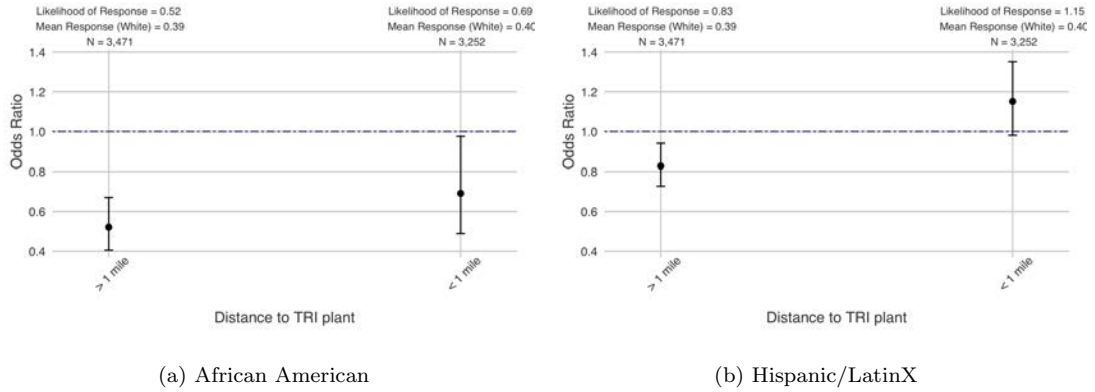 Likelihood of Response = 0.52
Mean Response (White) = 0.39
N = 3,471
Likelihood of Response = 0.69
Mean Response (White) = 0.40
N = 3,252
1.4
1.2
1.0
0.8
0.6
0.4
Odds Ratio
> 1 mile
< 1 mile
Distance to TRI plant
(a) African American
Likelihood of Response = 0.83
Mean Response (White) = 0.39
N = 3,471
Likelihood of Response = 1.15
Mean Response (White) = 0.40
N = 3,252
1.4
1.2
1.0
0.8
0.6
0.4
Odds Ratio
> 1 mile
< 1 mile
Distance to TRI plant
(b) Hispanic/LatinX